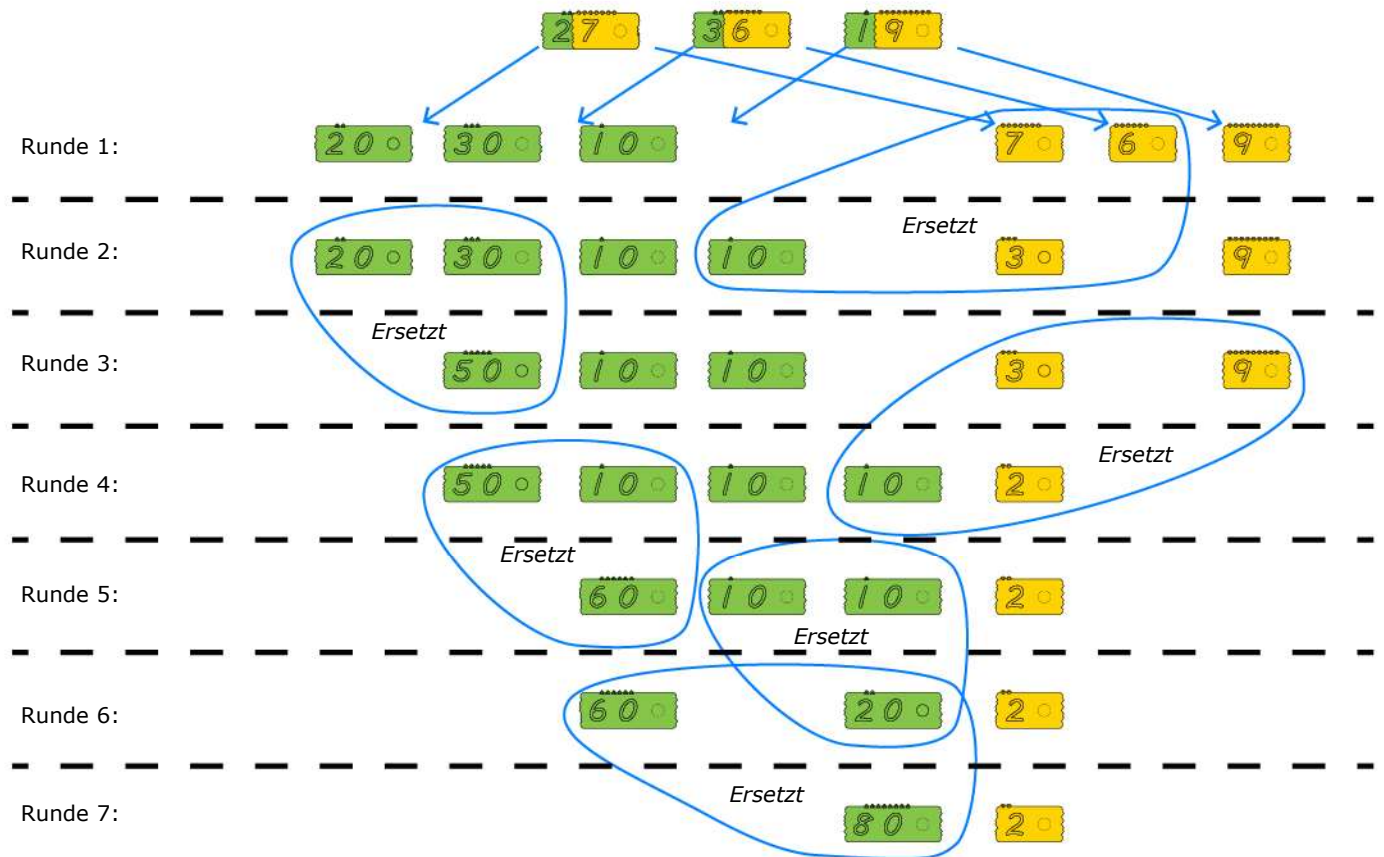 27 36 19
Runde 1: 20 30 10 7 6 9
Ersetzt
Runde 2: 20 30 10 10 3 9
Ersetzt
Runde 3: 50 10 10 3 9
Ersetzt
Runde 4: 50 10 10 10 2
Ersetzt
Runde 5: 60 10 10 2
Ersetzt
Runde 6: 60 20 2
Ersetzt
Runde 7: 80 2